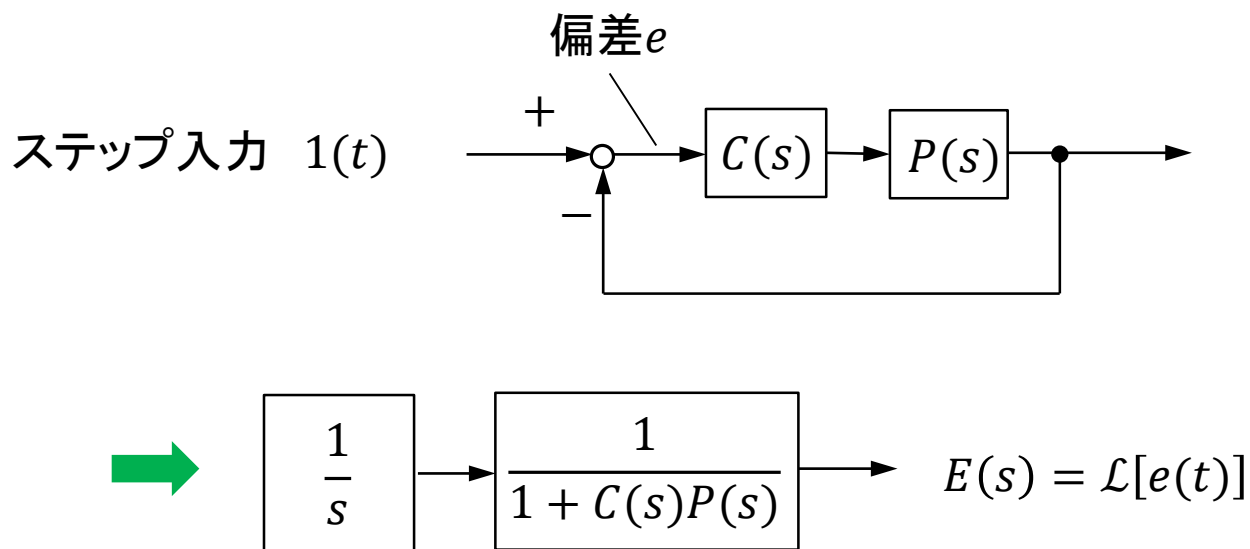 偏差e
+
ステップ入力 1(t)
C(s)
P(s)
−
1
s
1
1 + C(s)P(s)
E(s) = ℒ[e(t)]